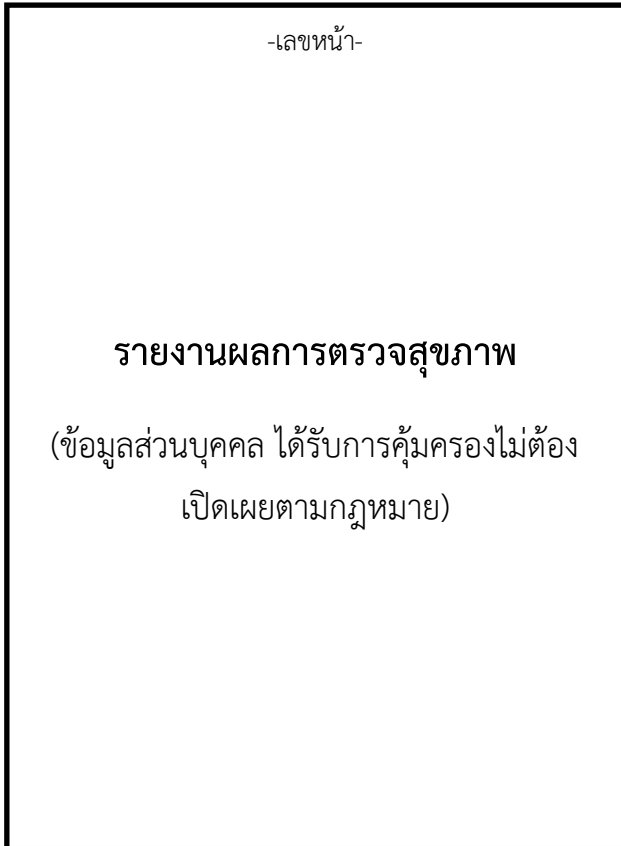 -เลขหน้า-
รายงานผลการตรวจสุขภาพ
(ข้อมูลส่วนบุคคล ได้รับการคุ้มครองไม่ต้อง
เปิดเผยตามกฎหมาย)